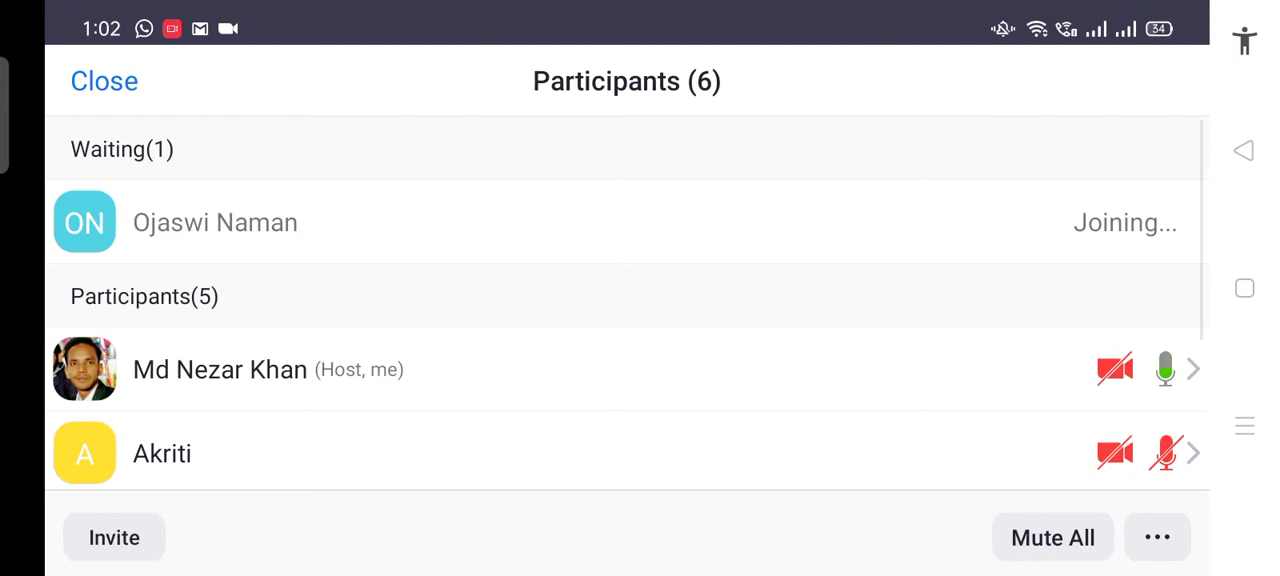 1:02
34
Close
Participants (6)
Waiting(1)
ON
Ojaswi Naman
Joining...
Participants(5)
Md Nezar Khan (Host, me)
A
Akriti
Invite
Mute All